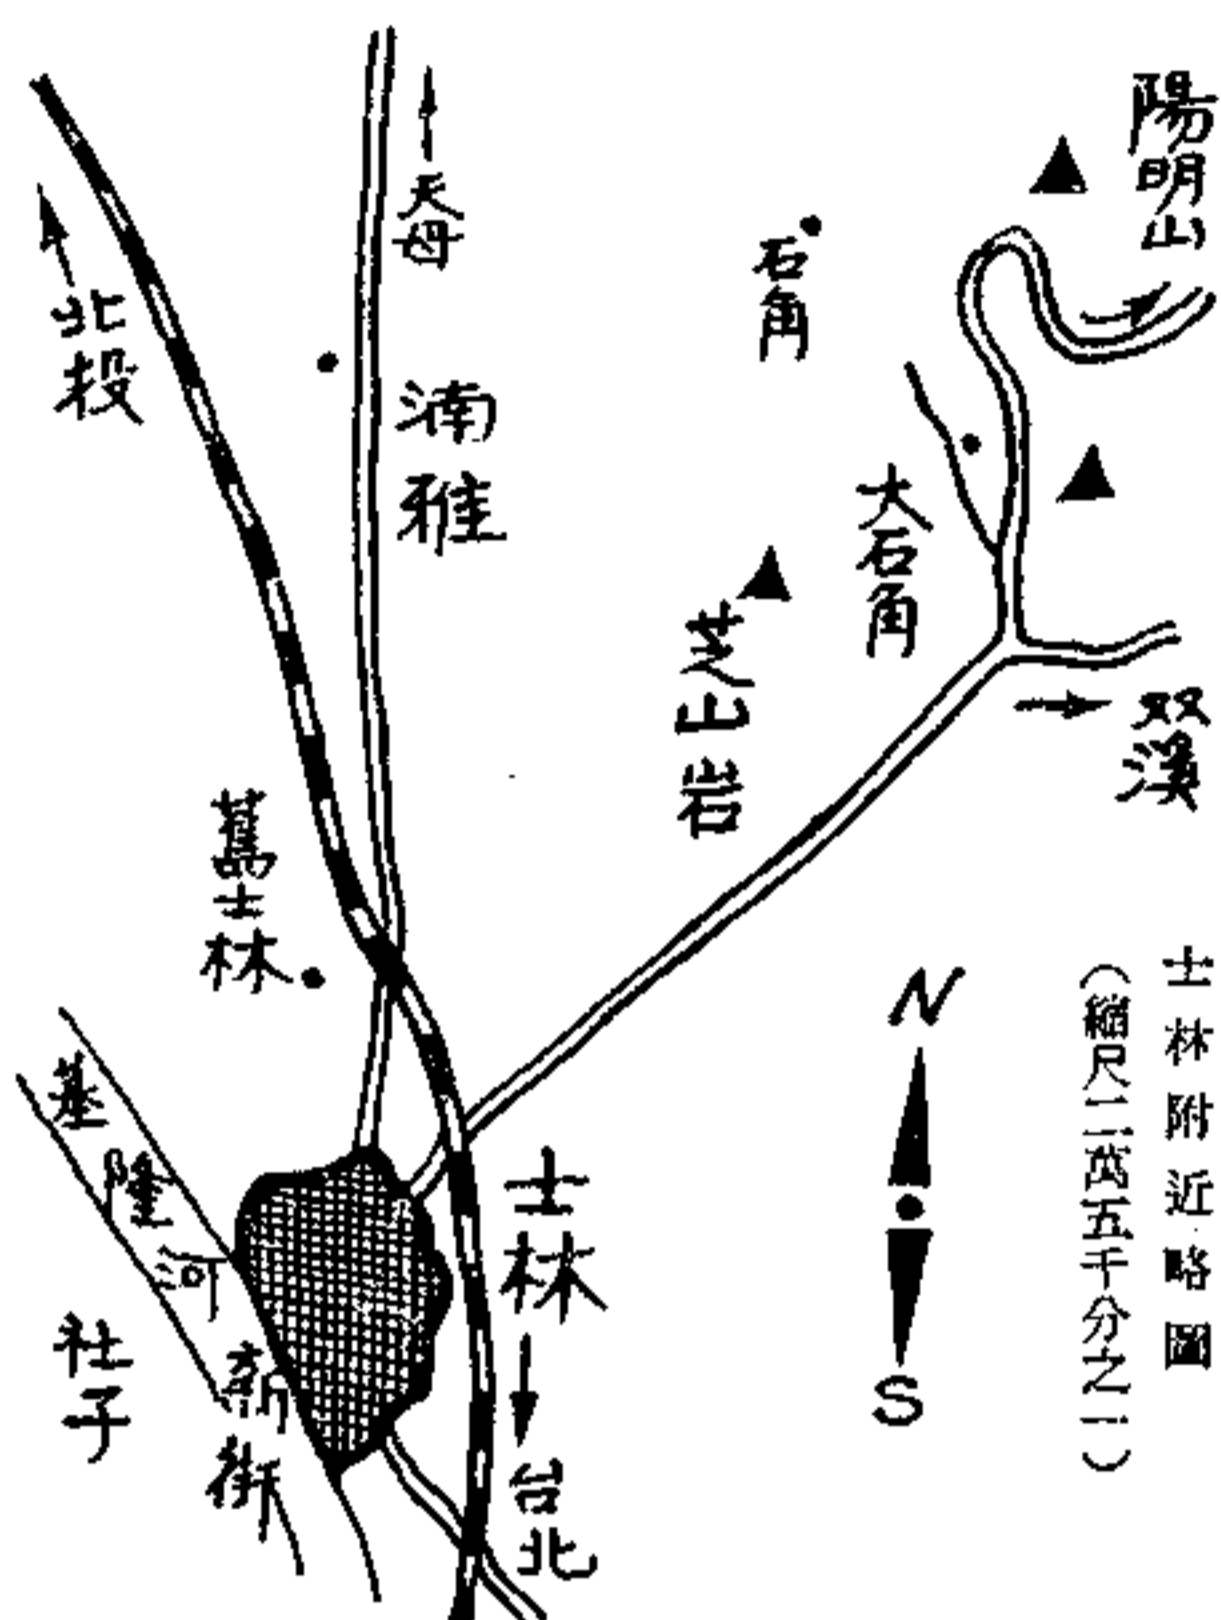 士林附近略圖
(縮尺二萬五千分之一)
陽明山
石角
天母
北投
湳雅
大石角
芝山岩
双溪
舊士林
N
S
基隆河
士林
社子
新街
台北